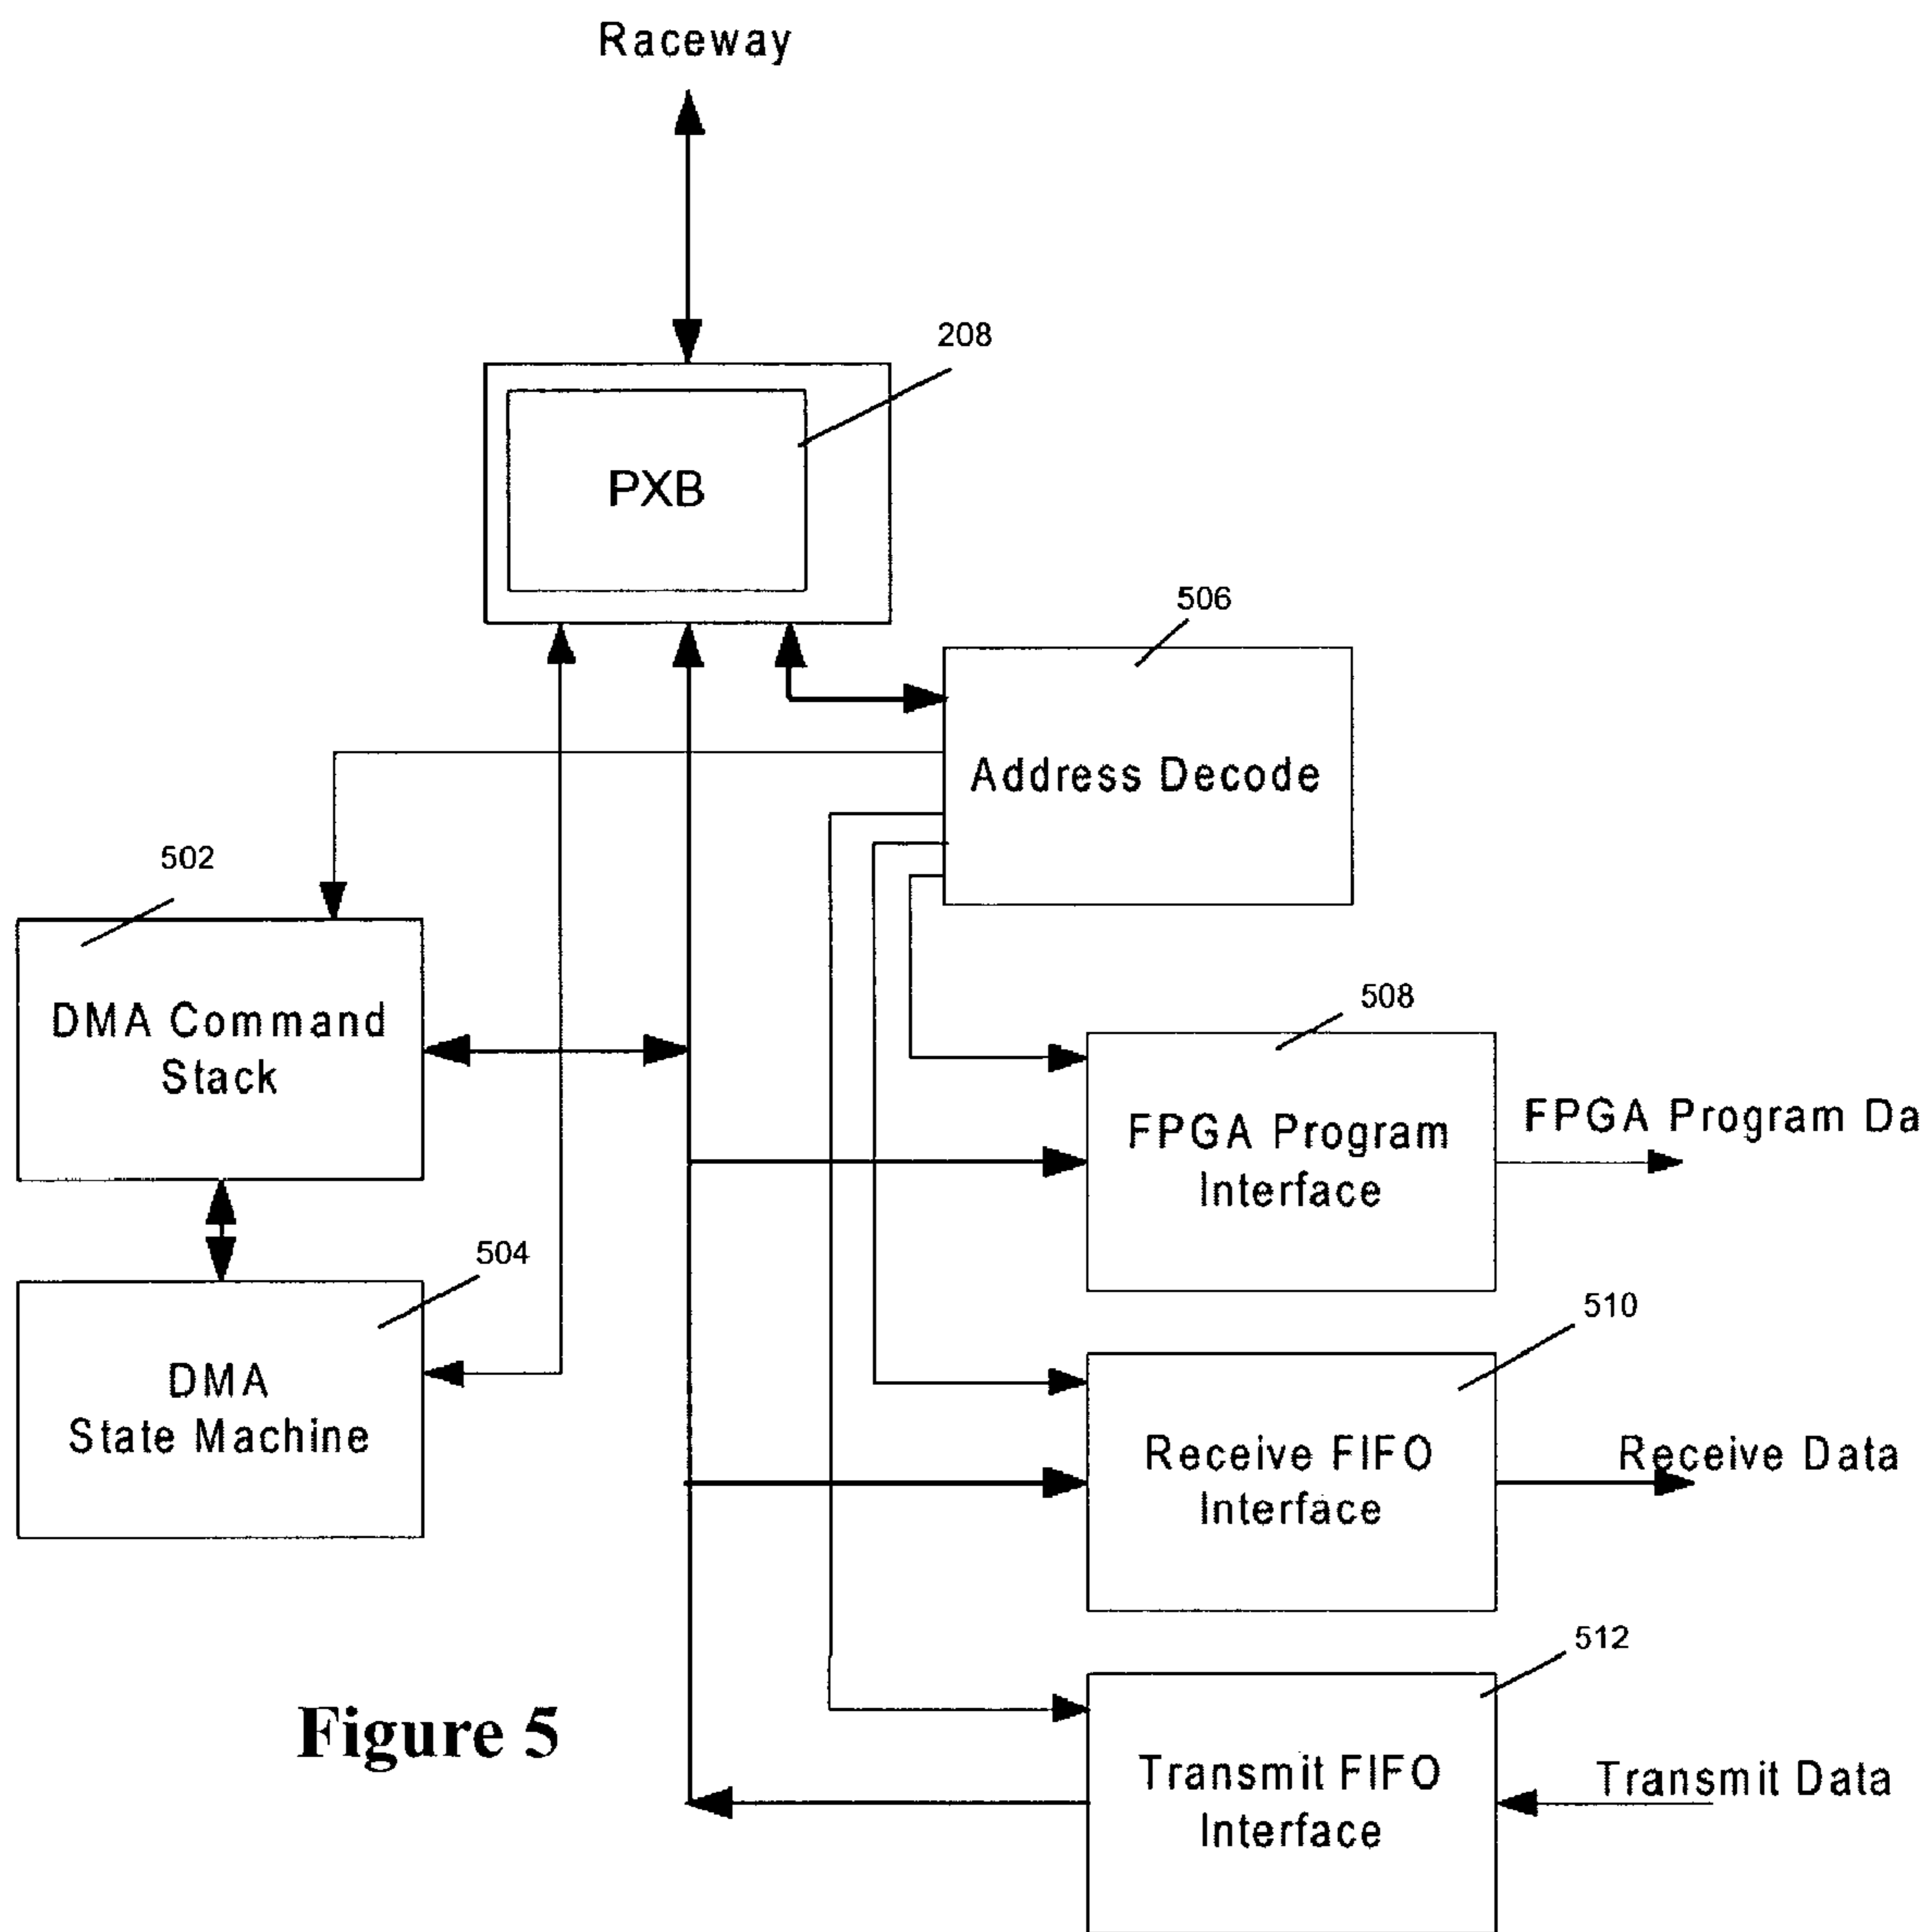 Raceway
208
PXB
506
Address Decode
502
DMA Command
Stack
508
FPGA Program
Interface
FPGA Program Da
504
DMA
State Machine
510
Receive FIFO
Interface
Receive Data
512
Transmit FIFO
Interface
Transmit Data
Figure 5